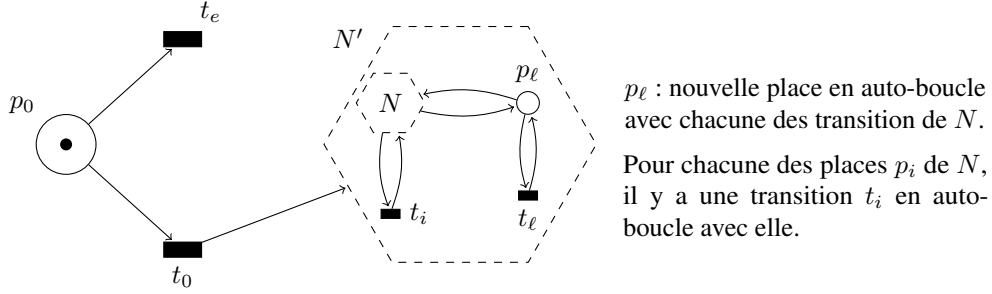 t_e
N'
p_ℓ
p_0
N
p_ℓ : nouvelle place en auto-boucle
avec chacune des transition de N.
Pour chacune des places p_i de N,
il y a une transition t_i en auto-
boucle avec elle.
t_i
t_ℓ
t_0